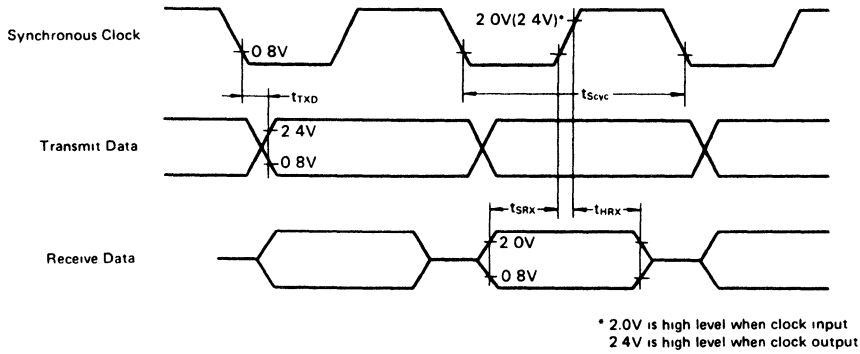 2 0V(2 4V)*
Synchronous Clock
0 8V
tScyc
tTXD
2 4V
Transmit Data
0 8V
tSRX
tHRX
2 0V
Receive Data
0 8V
* 2.0V is high level when clock input
2 4V is high level when clock output